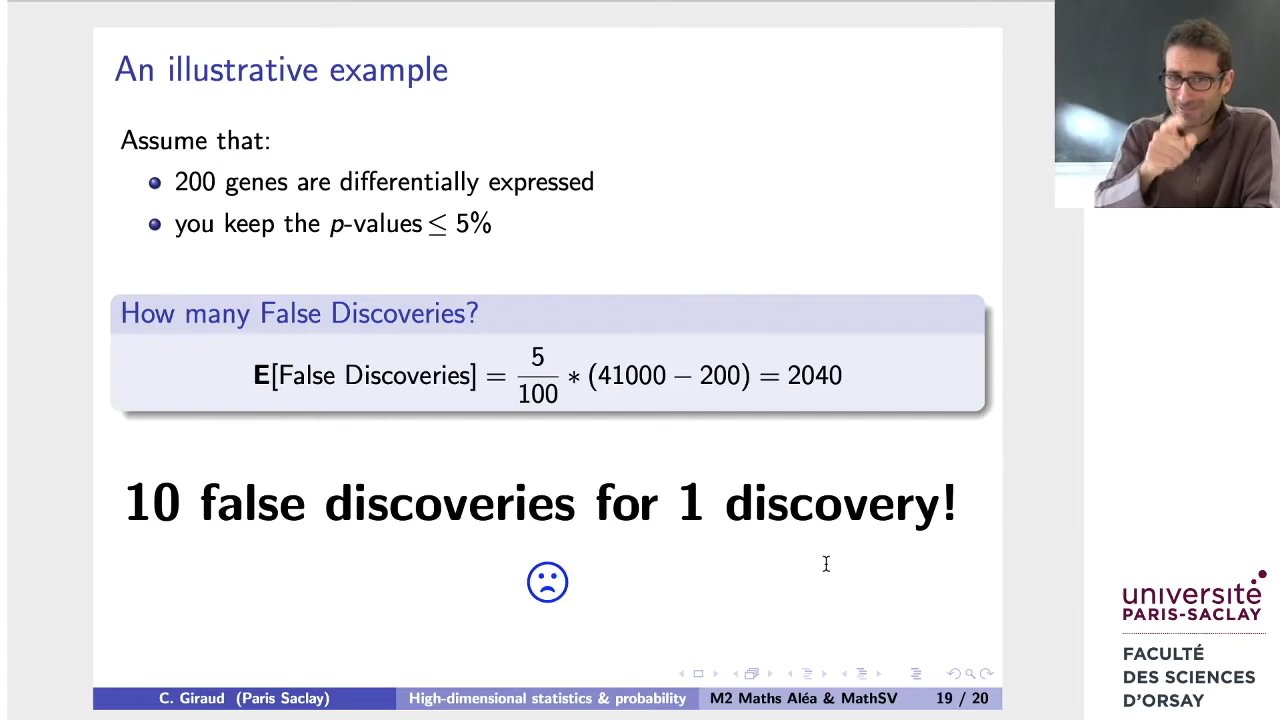 An illustrative example
Assume that:
200 genes are differentially expressed
you keep the p-values ≤ 5%
How many False Discoveries?
E[False Discoveries] = 5/100 * (41000 − 200) = 2040
10 false discoveries for 1 discovery!
C. Giraud (Paris Saclay) High-dimensional statistics & probability M2 Maths Aléa & MathSV 19 / 20
université
PARIS-SACLAY
FACULTÉ
DES SCIENCES
D'ORSAY